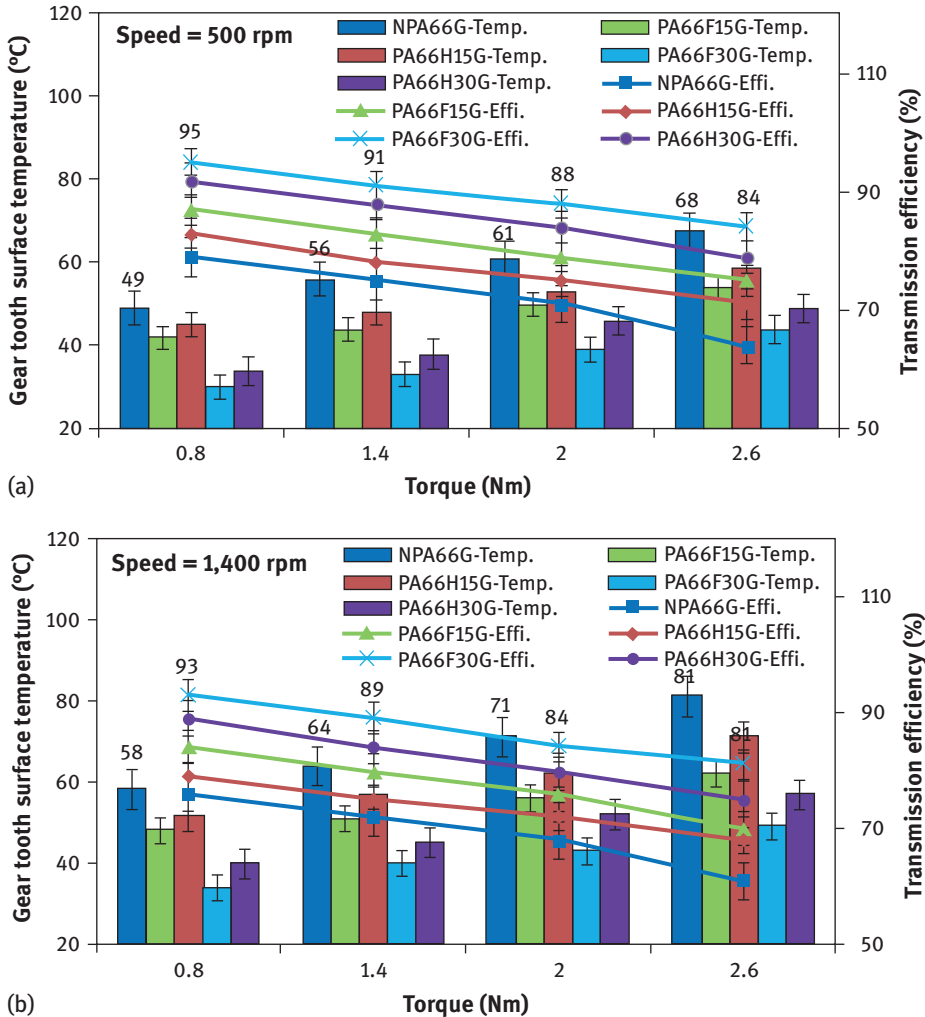 120
100
80
60
40
20
Gear tooth surface temperature (ºC)
Speed = 500 rpm
NPA66G-Temp. PA66F15G-Temp.
PA66H15G-Temp. PA66F30G-Temp.
PA66H30G-Temp. NPA66G-Effi.
PA66F15G-Effi. PA66H15G-Effi.
PA66F30G-Effi. PA66H30G-Effi.
110
90
70
50
Transmission efficiency (%)
95
91
88
84
49
56
61
68
0.8 1.4 2 2.6
(a)
Torque (Nm)
120
100
80
60
40
20
Gear tooth surface temperature (ºC)
Speed = 1,400 rpm
NPA66G-Temp. PA66F15G-Temp.
PA66H15G-Temp. PA66F30G-Temp.
PA66H30G-Temp. NPA66G-Effi.
PA66F15G-Effi. PA66H15G-Effi.
PA66F30G-Effi. PA66H30G-Effi.
110
90
70
50
Transmission efficiency (%)
93
89
84
81
58
64
71
81
0.8 1.4 2 2.6
(b)
Torque (Nm)